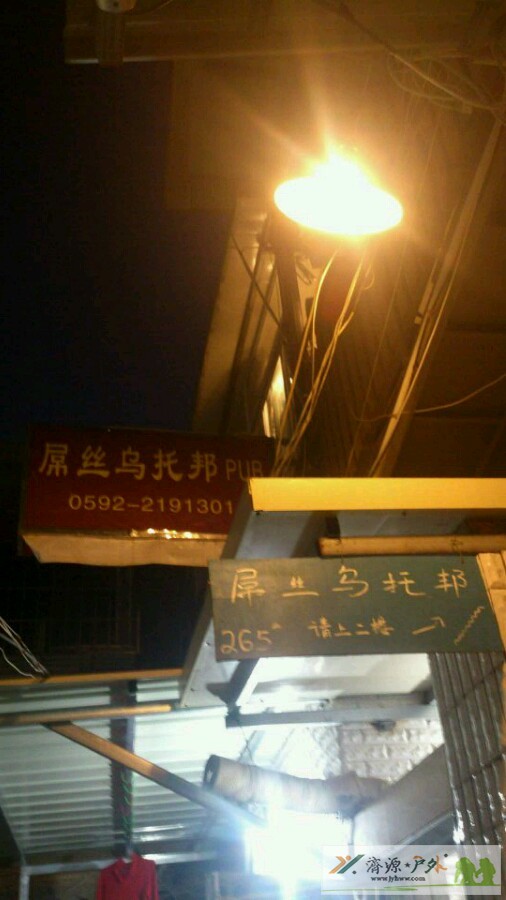 屌丝乌托邦 PUB
0592-2191301
屌丝乌托邦
265# 请上二楼 →
济源★户外
www.jyhww.com